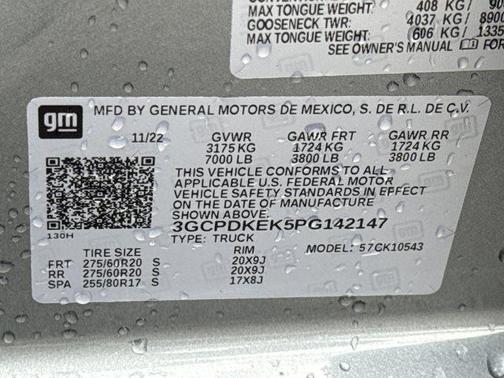 MAX TONGUE WEIGHT: 408 KG / 90
GOOSENECK TWR: 4037 KG / 890
MAX TONGUE WEIGHT: 606 KG / 1335
SEE OWNER'S MANUAL FOR
gm
MFD BY GENERAL MOTORS DE MEXICO, S. DE R.L. DE C.V.
11/22 GVWR GAWR FRT GAWR RR
3175 KG 1724 KG 1724 KG
7000 LB 3800 LB 3800 LB
THIS VEHICLE CONFORMS TO ALL
APPLICABLE U.S. FEDERAL MOTOR
VEHICLE SAFETY STANDARDS IN EFFECT
ON THE DATE OF MANUFACTURE
SHOWN ABOVE.
3GCPDKEK5PG142147
130H TYPE: TRUCK MODEL: 57CK10543
TIRE SIZE RIM
FRT 275/60R20 S 20X9J
RR 275/60R20 S 20X9J
SPA 255/80R17 S 17X8J